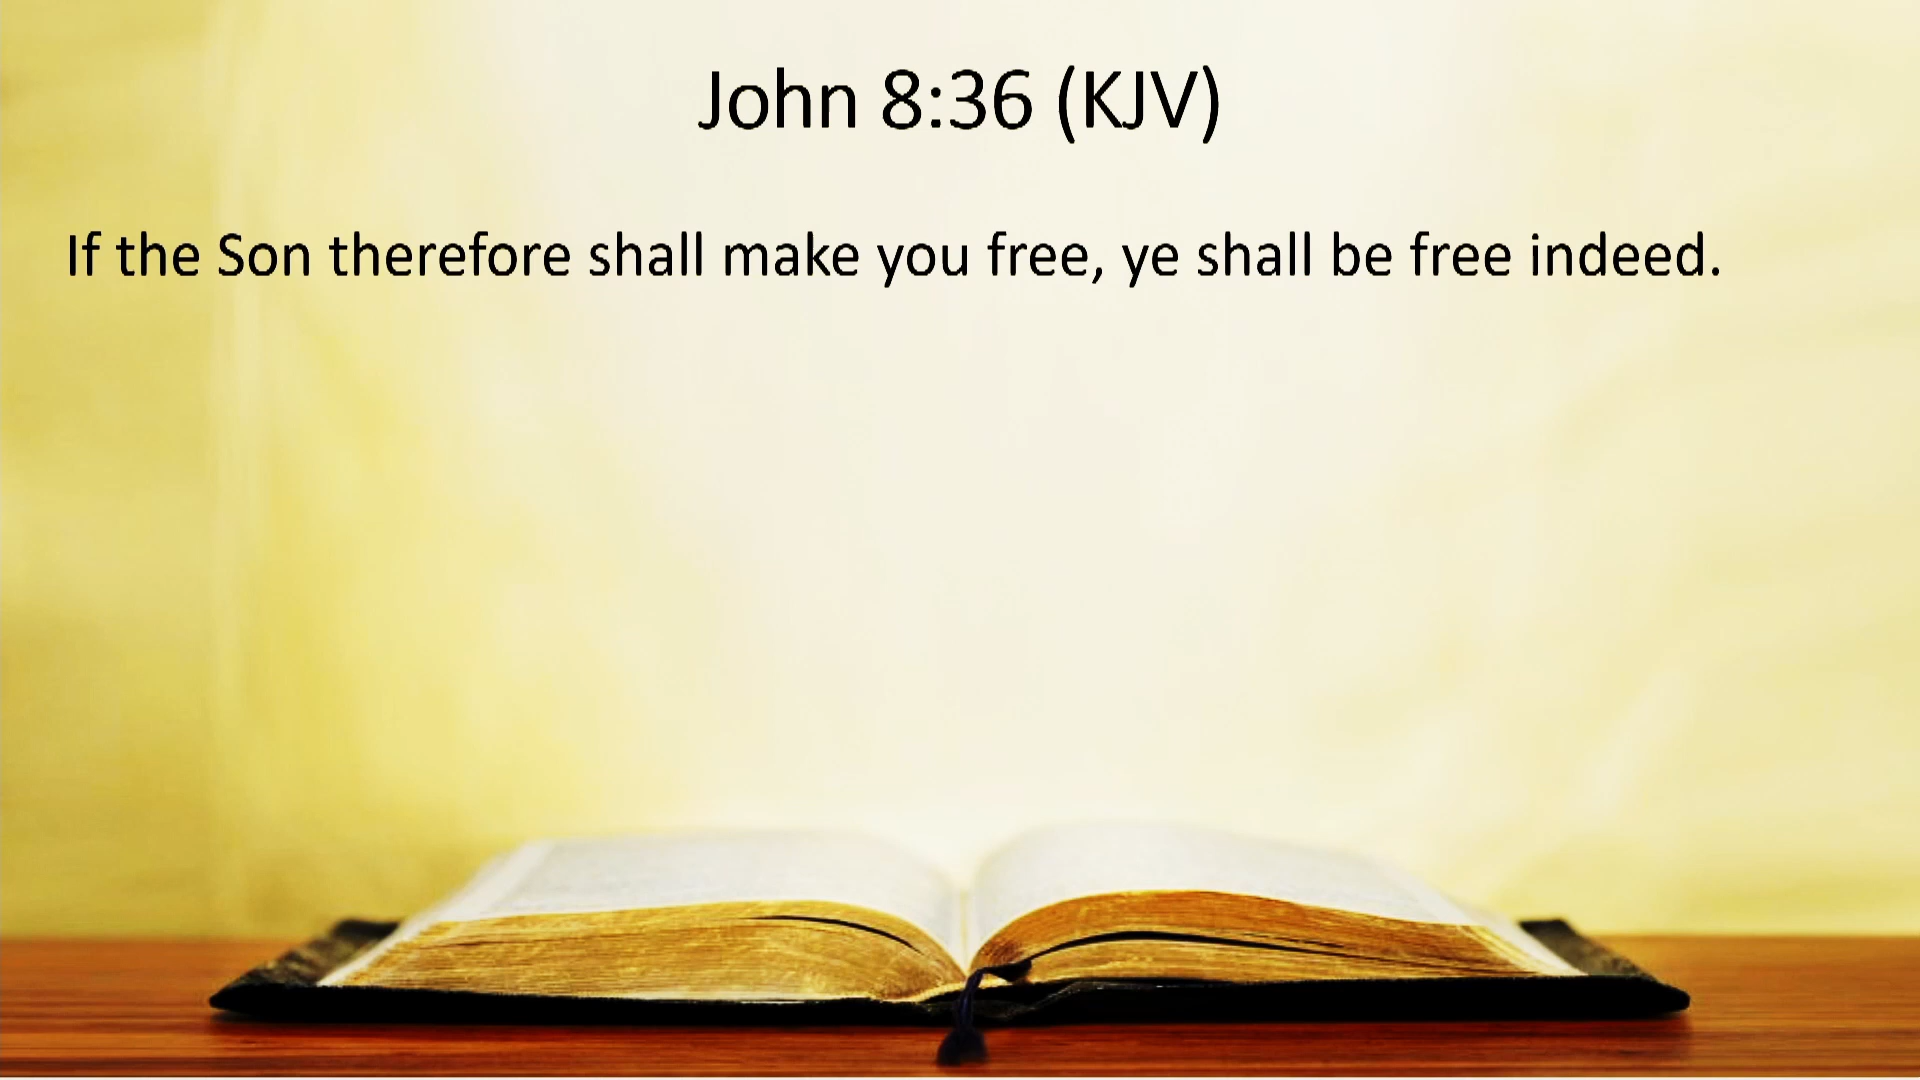 John 8:36 (KJV)
If the Son therefore shall make you free, ye shall be free indeed.